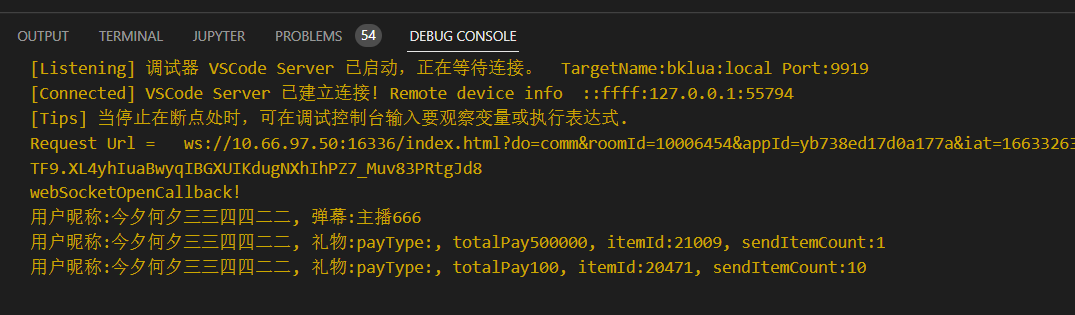 OUTPUT TERMINAL JUPYTER PROBLEMS 54 DEBUG CONSOLE
[Listening] 调试器 VSCode Server 已启动，正在等待连接。 TargetName:bklua:local Port:9919
[Connected] VSCode Server 已建立连接! Remote device info ::ffff:127.0.0.1:55794
[Tips] 当停止在断点处时，可在调试控制台输入要观察变量或执行表达式.
Request Url = ws://10.66.97.50:16336/index.html?do=comm&roomId=10006454&appId=yb738ed17d0a177a&iat=16633263
TF9.XL4yhIuaBwyqIBGXUIKdugNXhIhPZ7_Muv83PRtgJd8
webSocketOpenCallback!
用户昵称:今夕何夕三三四四二二, 弹幕:主播666
用户昵称:今夕何夕三三四四二二, 礼物:payType:, totalPay500000, itemId:21009, sendItemCount:1
用户昵称:今夕何夕三三四四二二, 礼物:payType:, totalPay100, itemId:20471, sendItemCount:10